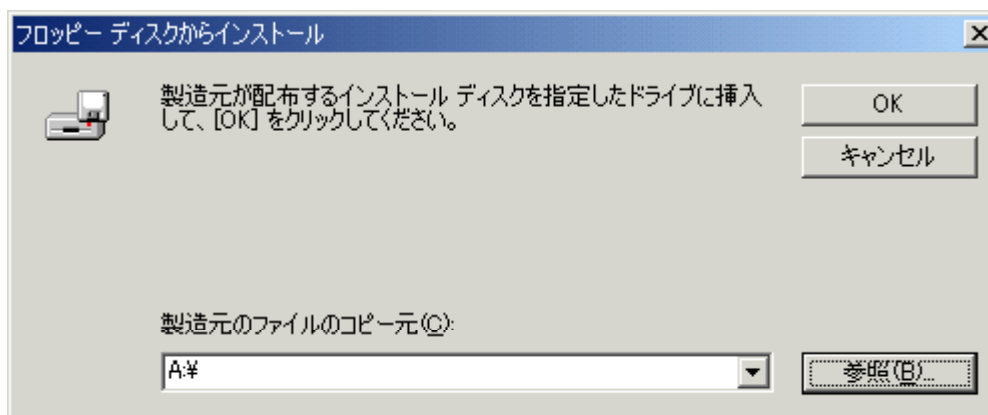 フロッピー ディスクからインストール
製造元が配布するインストール ディスクを指定したドライブに挿入
して、[OK] をクリックしてください。
OK
キャンセル
製造元のファイルのコピー元(C):
A:¥
参照(B)...